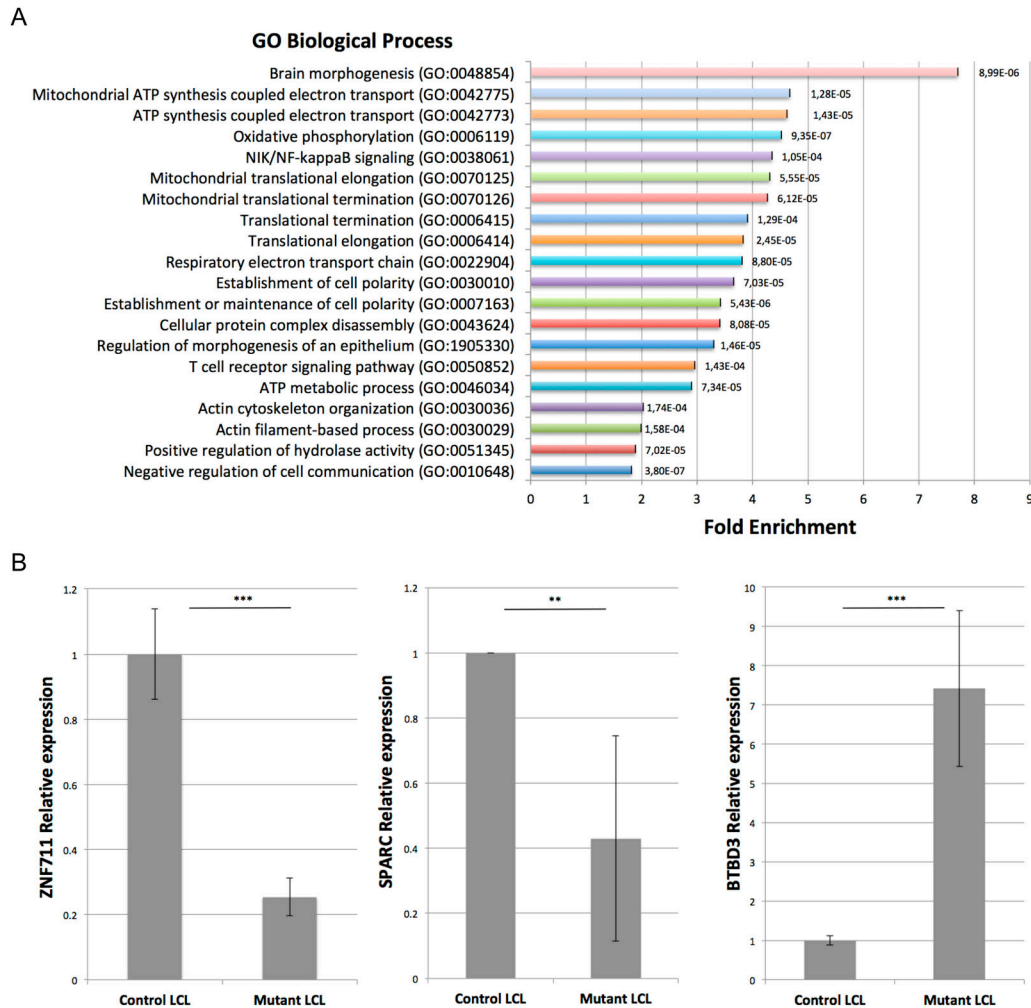 A
GO Biological Process
Brain morphogenesis (GO:0048854) 8,99E-06
Mitochondrial ATP synthesis coupled electron transport (GO:0042775) 1,28E-05
ATP synthesis coupled electron transport (GO:0042773) 1,43E-05
Oxidative phosphorylation (GO:0006119) 9,35E-07
NIK/NF-kappaB signaling (GO:0038061) 1,05E-04
Mitochondrial translational elongation (GO:0070125) 5,55E-05
Mitochondrial translational termination (GO:0070126) 6,12E-05
Translational termination (GO:0006415) 1,29E-04
Translational elongation (GO:0006414) 2,45E-05
Respiratory electron transport chain (GO:0022904) 8,80E-05
Establishment of cell polarity (GO:0030010) 7,03E-05
Establishment or maintenance of cell polarity (GO:0007163) 5,43E-06
Cellular protein complex disassembly (GO:0043624) 8,08E-05
Regulation of morphogenesis of an epithelium (GO:1905330) 1,46E-05
T cell receptor signaling pathway (GO:0050852) 1,43E-04
ATP metabolic process (GO:0046034) 7,34E-05
Actin cytoskeleton organization (GO:0030036) 1,74E-04
Actin filament-based process (GO:0030029) 1,58E-04
Positive regulation of hydrolase activity (GO:0051345) 7,02E-05
Negative regulation of cell communication (GO:0010648) 3,80E-07
0 1 2 3 4 5 6 7 8 9
Fold Enrichment
B
ZNF711 Relative expression
1.2
1
0.8
0.6
0.4
0.2
0
***
Control LCL Mutant LCL
SPARC Relative expression
1.2
1
0.8
0.6
0.4
0.2
0
**
Control LCL Mutant LCL
BTBD3 Relative expression
10
9
8
7
6
5
4
3
2
1
0
***
Control LCL Mutant LCL